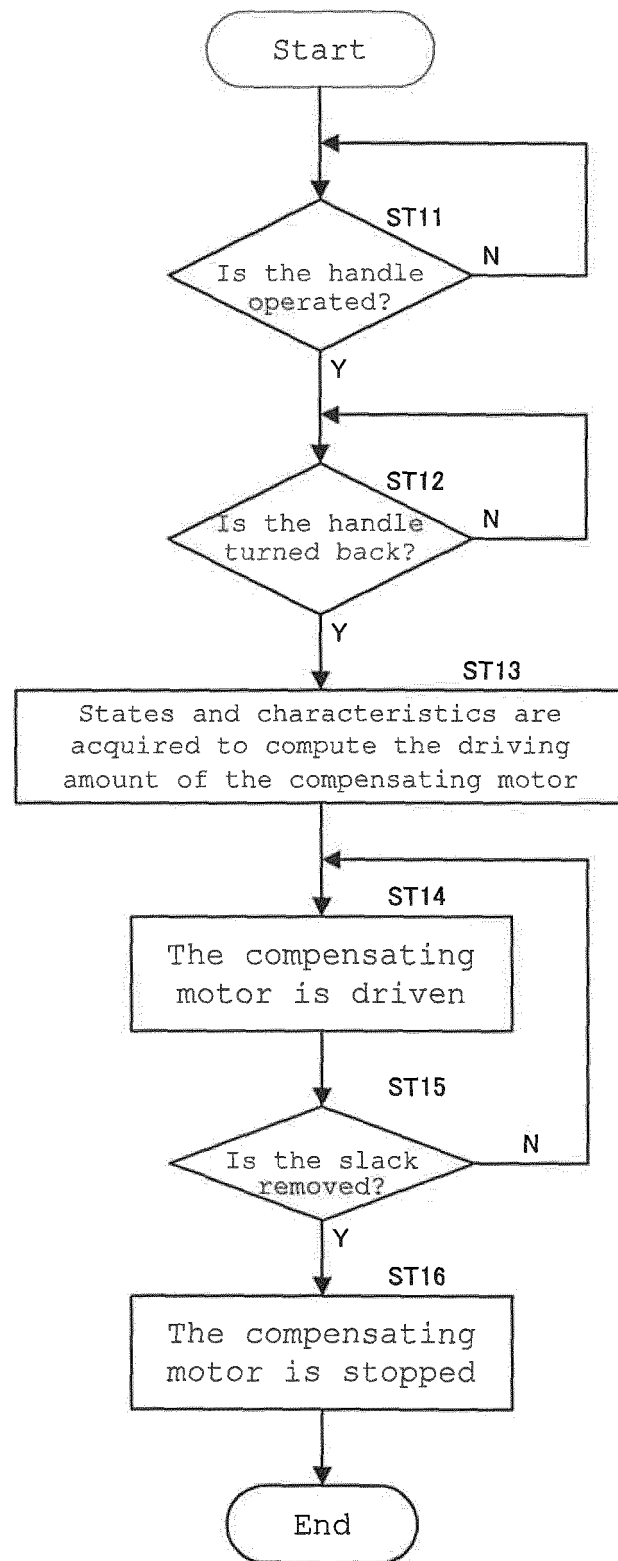 Start
ST11
Is the handle
operated?
N
Y
ST12
Is the handle
turned back?
N
Y
ST13
States and characteristics are
acquired to compute the driving
amount of the compensating motor
ST14
The compensating
motor is driven
ST15
Is the slack
removed?
N
Y
ST16
The compensating
motor is stopped
End